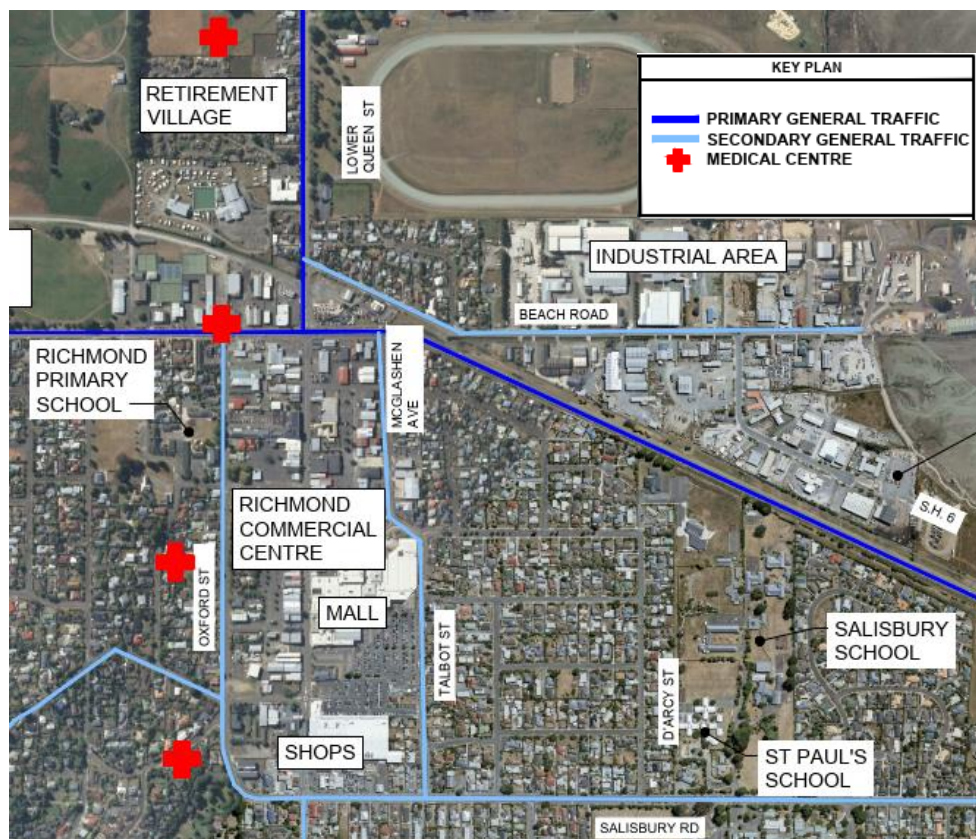 RETIREMENT
VILLAGE
LOWER
QUEEN ST
KEY PLAN
PRIMARY GENERAL TRAFFIC
SECONDARY GENERAL TRAFFIC
MEDICAL CENTRE
INDUSTRIAL AREA
BEACH ROAD
RICHMOND
PRIMARY
SCHOOL
MCGLASHEN
AVE
RICHMOND
COMMERCIAL
CENTRE
S.H. 6
OXFORD ST
MALL
TALBOT ST
SALISBURY
SCHOOL
D'ARCY ST
SHOPS
ST PAUL'S
SCHOOL
SALISBURY RD